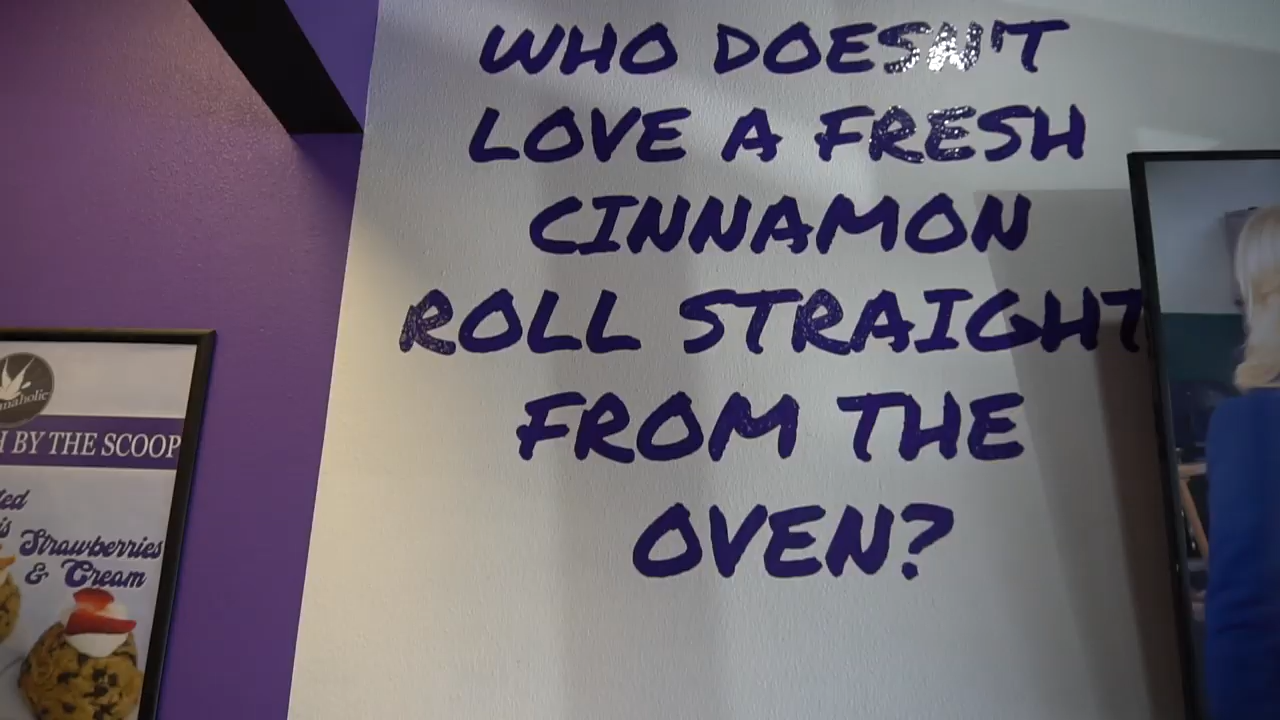 WHO DOESN'T
LOVE A FRESH
CINNAMON
ROLL STRAIGHT
FROM THE
OVEN?
BY THE SCOOP
Strawberries
& Cream